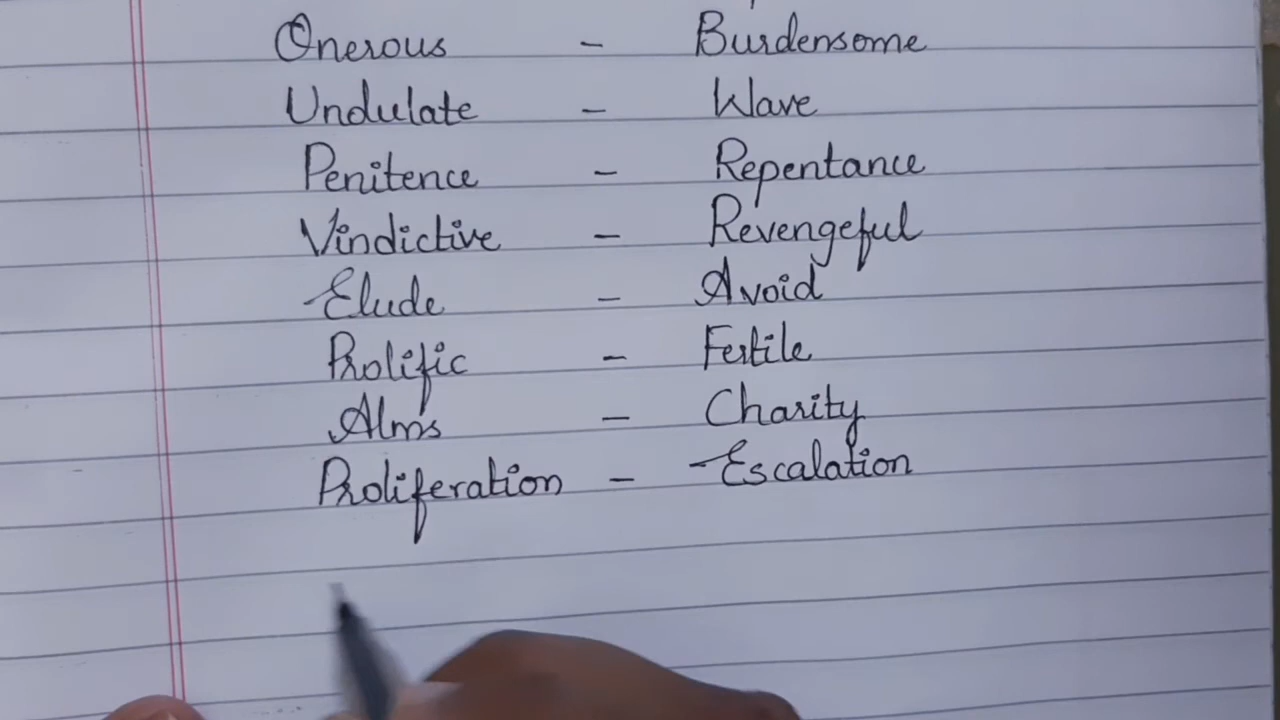 Onerous - Burdensome
Undulate - Wave
Penitence - Repentance
Vindictive - Revengeful
Elude - Avoid
Prolific - Fertile
Alms - Charity
Proliferation - Escalation